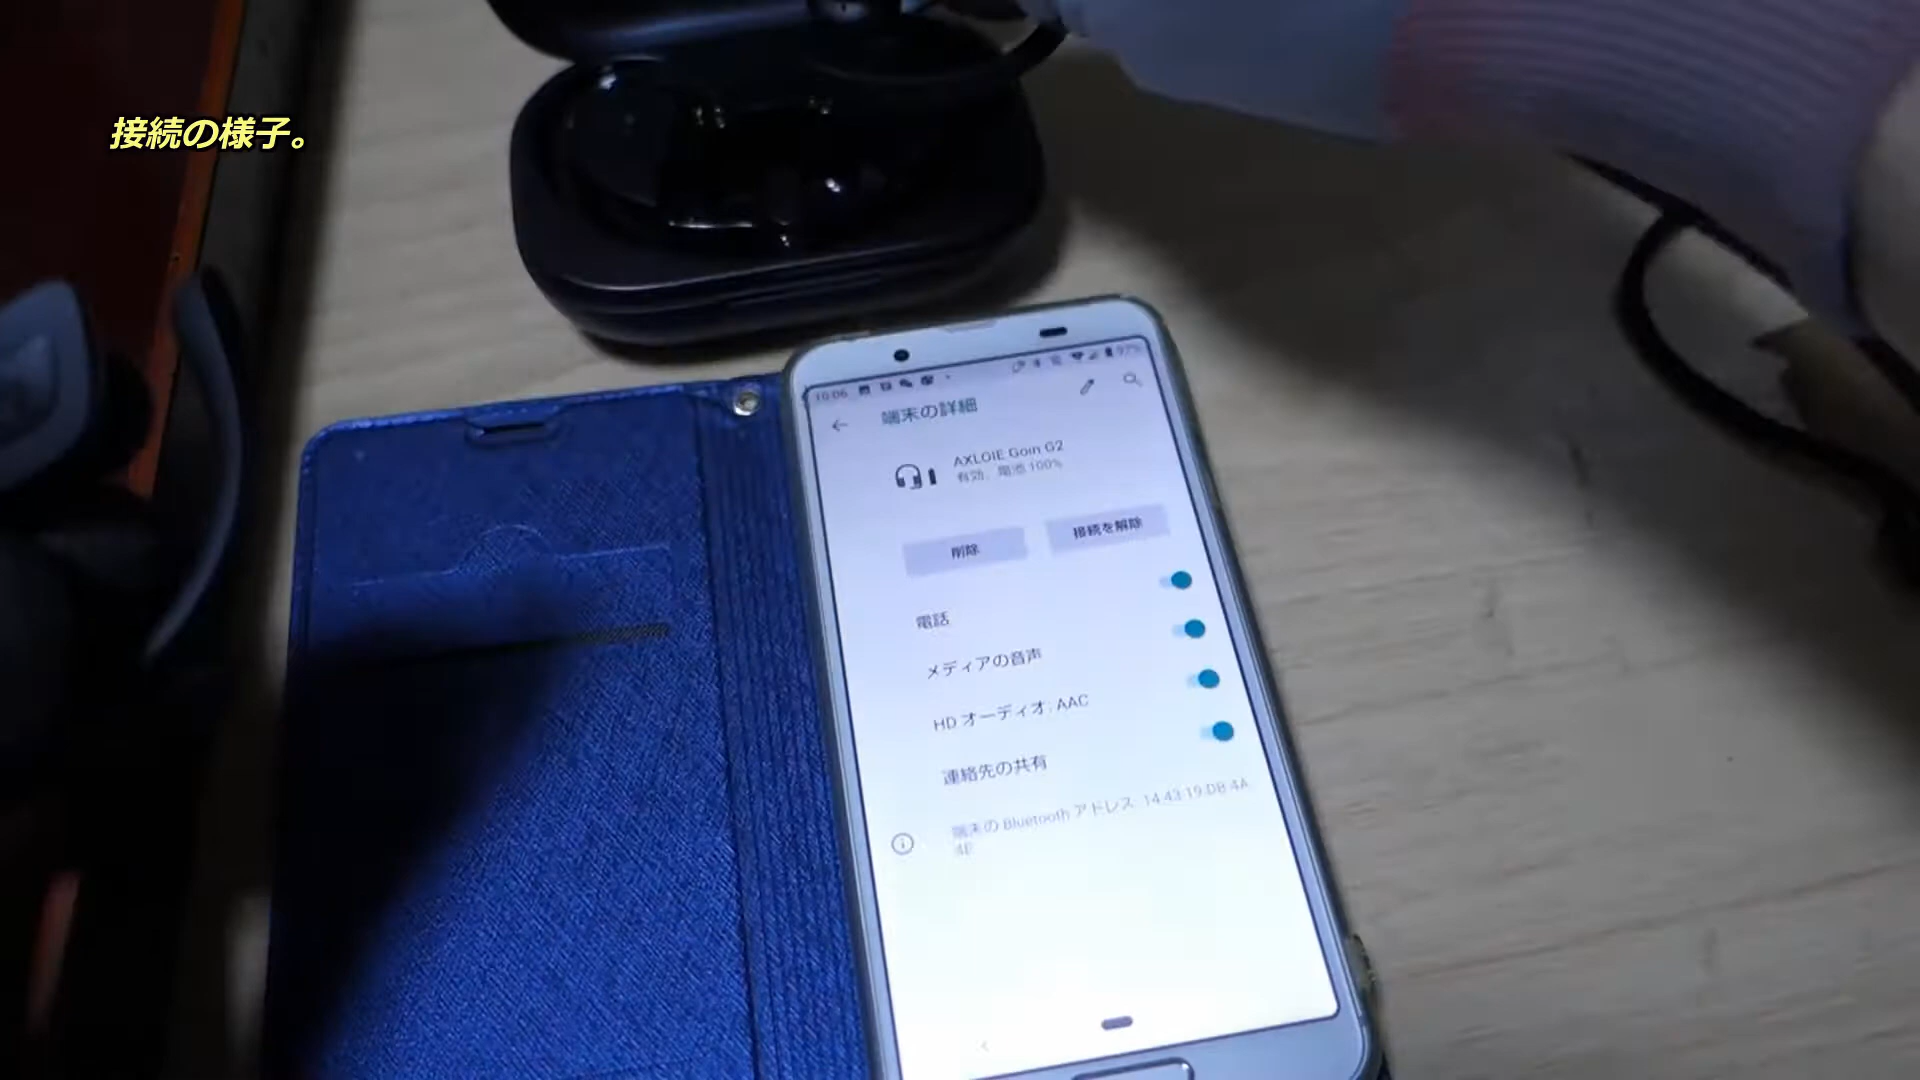 接続の様子。
10:06
97%
端末の詳細
AXLOIE Goin G2
有効、電池 100%
削除
接続を解除
電話
メディアの音声
HD オーディオ: AAC
連絡先の共有
端末の Bluetooth アドレス: 14:43:19:DB:4A